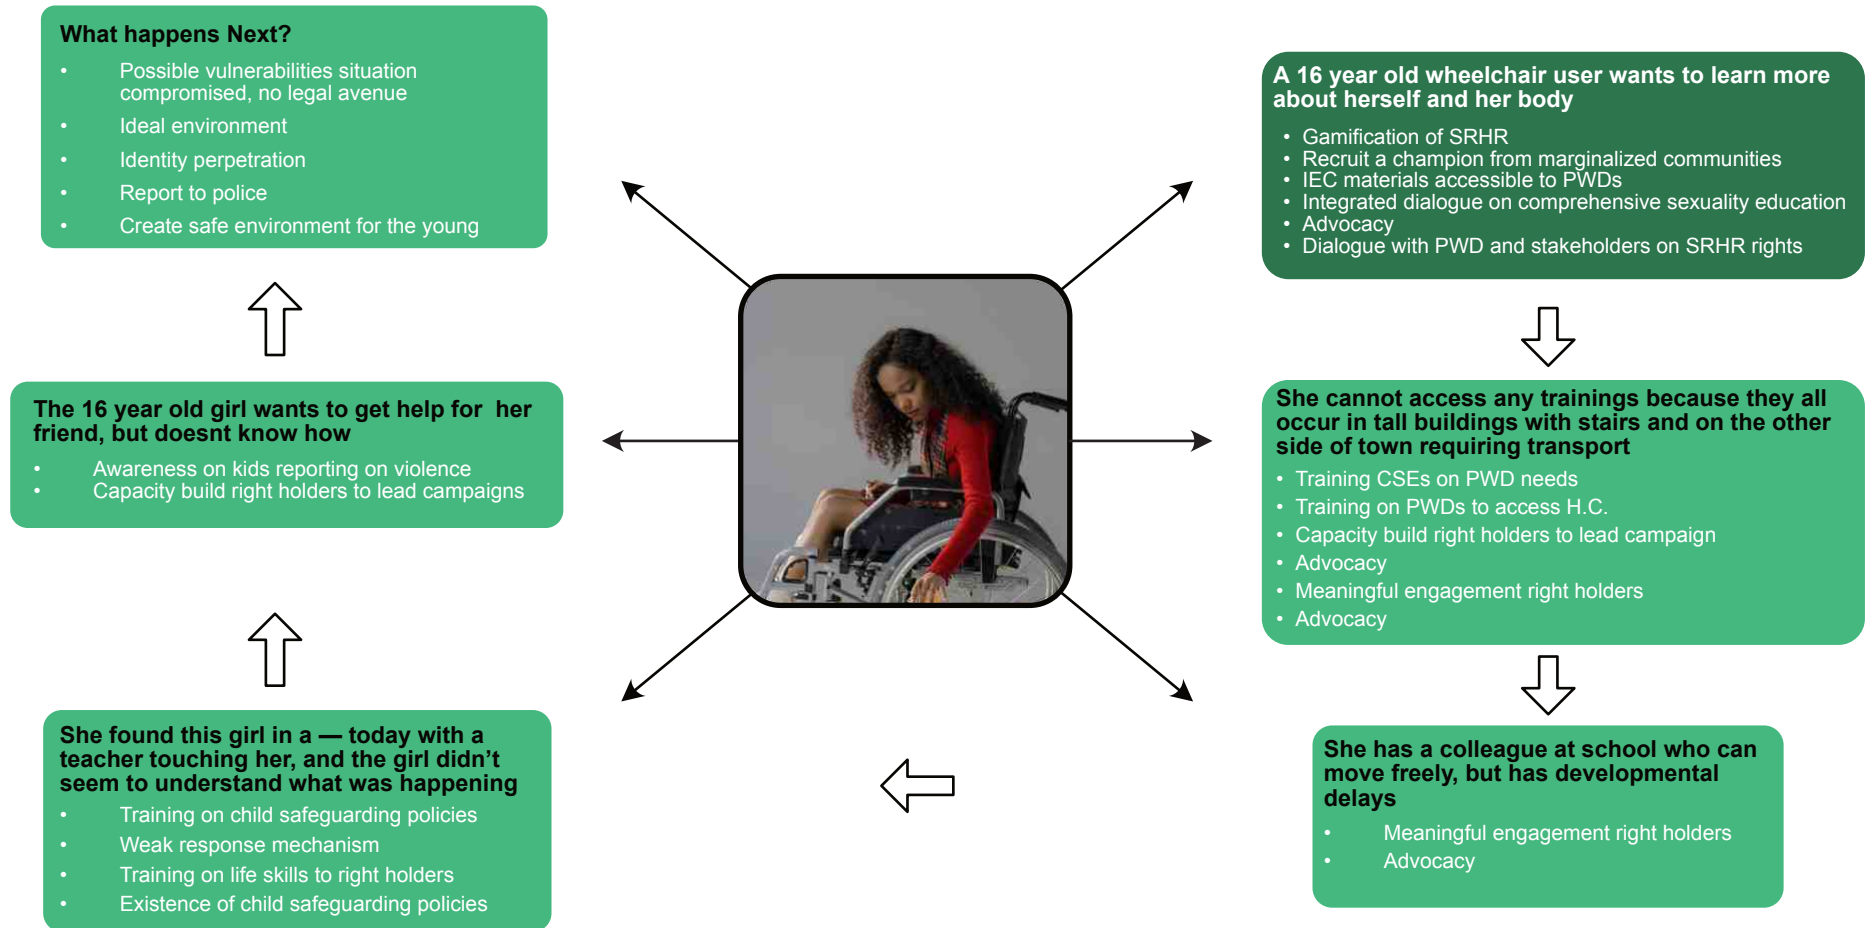 What happens Next?
• Possible vulnerabilities situation
compromised, no legal avenue
• Ideal environment
• Identity perpetration
• Report to police
• Create safe environment for the young
A 16 year old wheelchair user wants to learn more
about herself and her body
• Gamification of SRHR
• Recruit a champion from marginalized communities
• IEC materials accessible to PWDs
• Integrated dialogue on comprehensive sexuality education
• Advocacy
• Dialogue with PWD and stakeholders on SRHR rights
The 16 year old girl wants to get help for her
friend, but doesnt know how
• Awareness on kids reporting on violence
• Capacity build right holders to lead campaigns
She cannot access any trainings because they all
occur in tall buildings with stairs and on the other
side of town requiring transport
• Training CSEs on PWD needs
• Training on PWDs to access H.C.
• Capacity build right holders to lead campaign
• Advocacy
• Meaningful engagement right holders
• Advocacy
She found this girl in a — today with a
teacher touching her, and the girl didn’t
seem to understand what was happening
• Training on child safeguarding policies
• Weak response mechanism
• Training on life skills to right holders
• Existence of child safeguarding policies
She has a colleague at school who can
move freely, but has developmental
delays
• Meaningful engagement right holders
• Advocacy